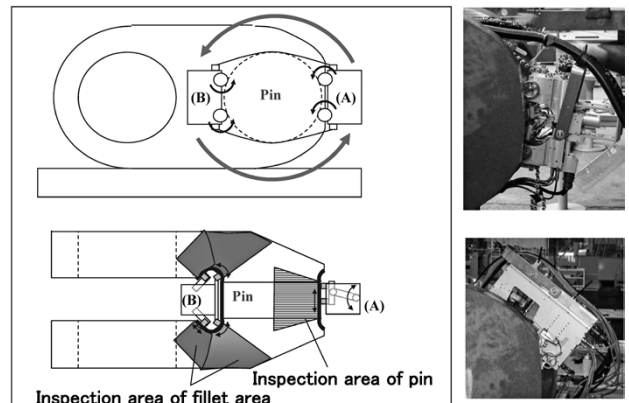 (B)
Pin
(A)
(B)
Pin
(A)
Inspection area of pin
Inspection area of fillet area